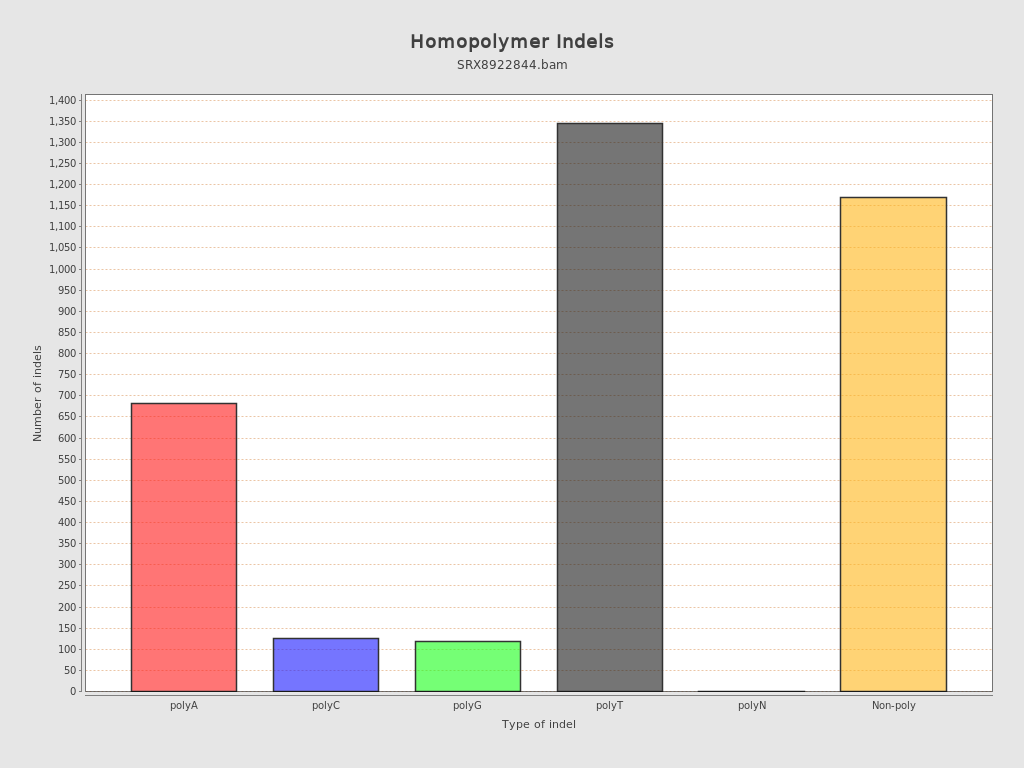 Homopolymer Indels
SRX8922844.bam
1,400
1,350
1,300
1,250
1,200
1,150
1,100
1,050
1,000
950
900
850
800
750
700
650
600
550
500
450
400
350
300
250
200
150
100
50
0
Number of indels
polyA
polyC
polyG
polyT
polyN
Non-poly
Type of indel